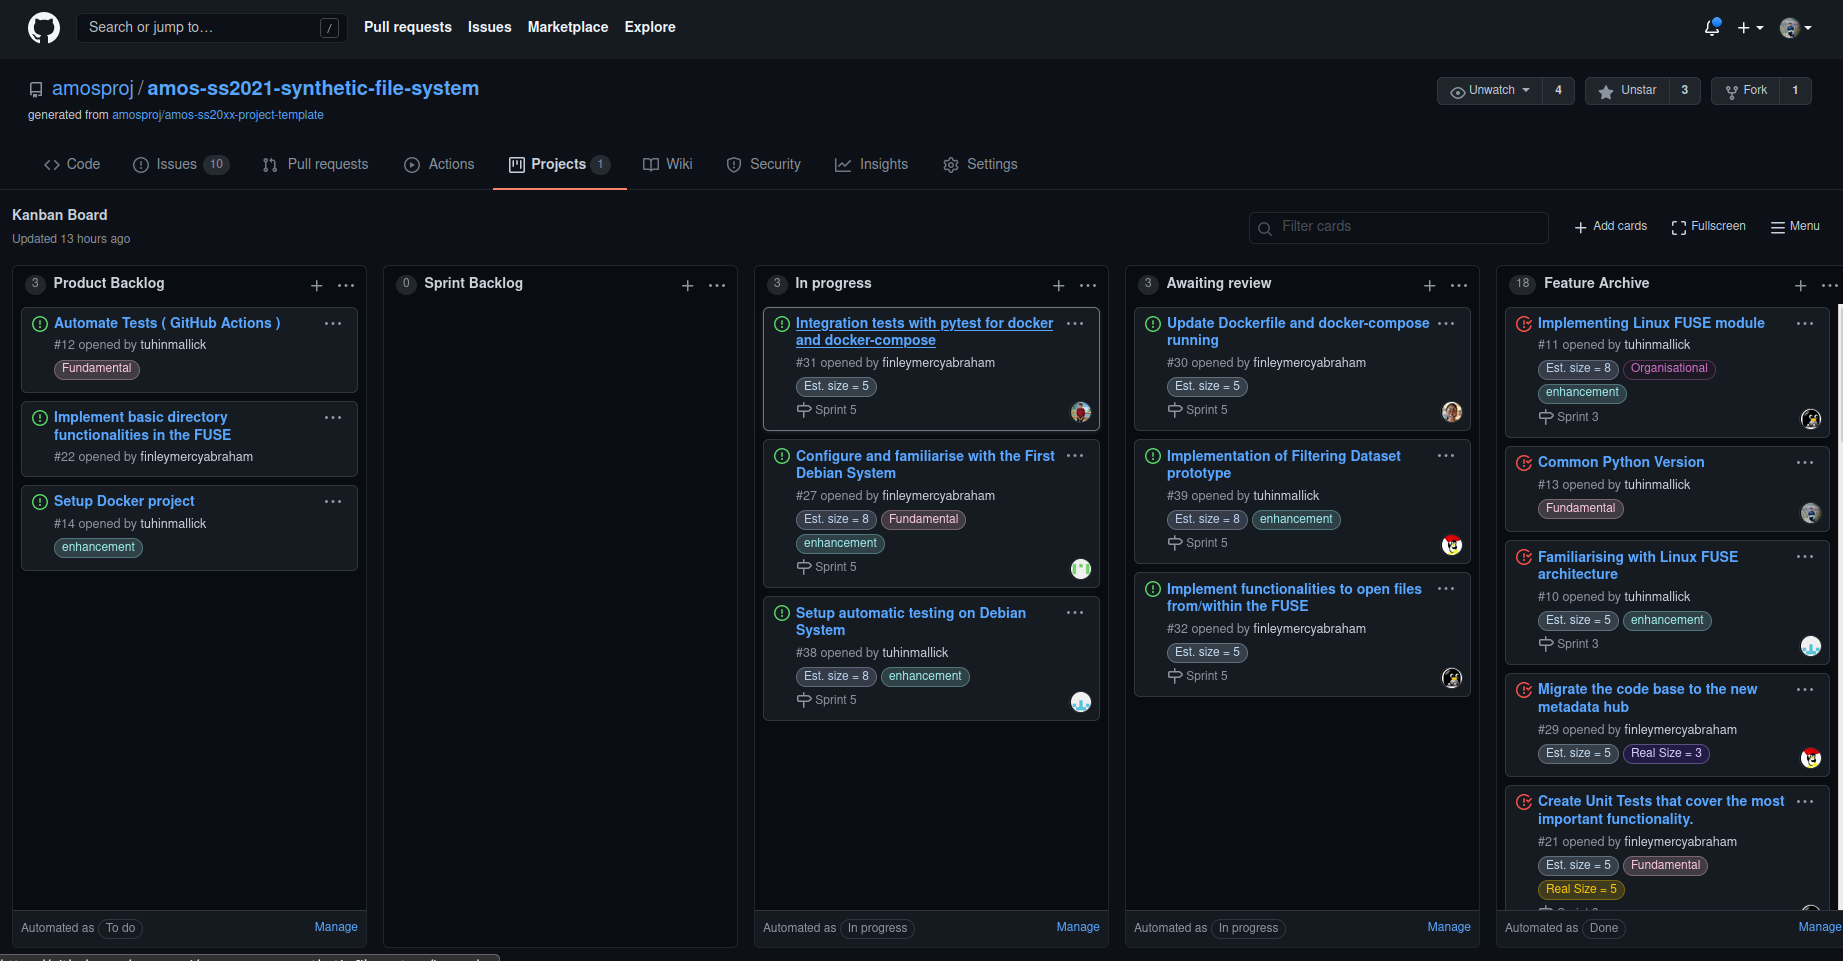 Search or jump to…
/
Pull requests
Issues
Marketplace
Explore
amosproj / amos-ss2021-synthetic-file-system
generated from amosproj/amos-ss20xx-project-template
Unwatch
4
Unstar
3
Fork
1
Code
Issues 10
Pull requests
Actions
Projects 1
Wiki
Security
Insights
Settings
Kanban Board
Updated 13 hours ago
Filter cards
Add cards
Fullscreen
Menu
3 Product Backlog
Automate Tests ( GitHub Actions )
#12 opened by tuhinmallick
Fundamental
Implement basic directory
functionalities in the FUSE
#22 opened by finleymercyabraham
Setup Docker project
#14 opened by tuhinmallick
enhancement
Automated as To do
Manage
0 Sprint Backlog
3 In progress
Integration tests with pytest for docker
and docker-compose
#31 opened by finleymercyabraham
Est. size = 5
Sprint 5
Configure and familiarise with the First
Debian System
#27 opened by finleymercyabraham
Est. size = 8 Fundamental
enhancement
Sprint 5
Setup automatic testing on Debian
System
#38 opened by tuhinmallick
Est. size = 8 enhancement
Sprint 5
Automated as In progress
Manage
3 Awaiting review
Update Dockerfile and docker-compose
running
#30 opened by finleymercyabraham
Est. size = 5
Sprint 5
Implementation of Filtering Dataset
prototype
#39 opened by tuhinmallick
Est. size = 8 enhancement
Sprint 5
Implement functionalities to open files
from/within the FUSE
#32 opened by finleymercyabraham
Est. size = 5
Sprint 5
Automated as In progress
Manage
18 Feature Archive
Implementing Linux FUSE module
#11 opened by tuhinmallick
Est. size = 8 Organisational
enhancement
Sprint 3
Common Python Version
#13 opened by tuhinmallick
Fundamental
Familiarising with Linux FUSE
architecture
#10 opened by tuhinmallick
Est. size = 5 enhancement
Sprint 3
Migrate the code base to the new
metadata hub
#29 opened by finleymercyabraham
Est. size = 5 Real Size = 3
Create Unit Tests that cover the most
important functionality.
#21 opened by finleymercyabraham
Est. size = 5 Fundamental
Real Size = 5
Automated as Done
Manage